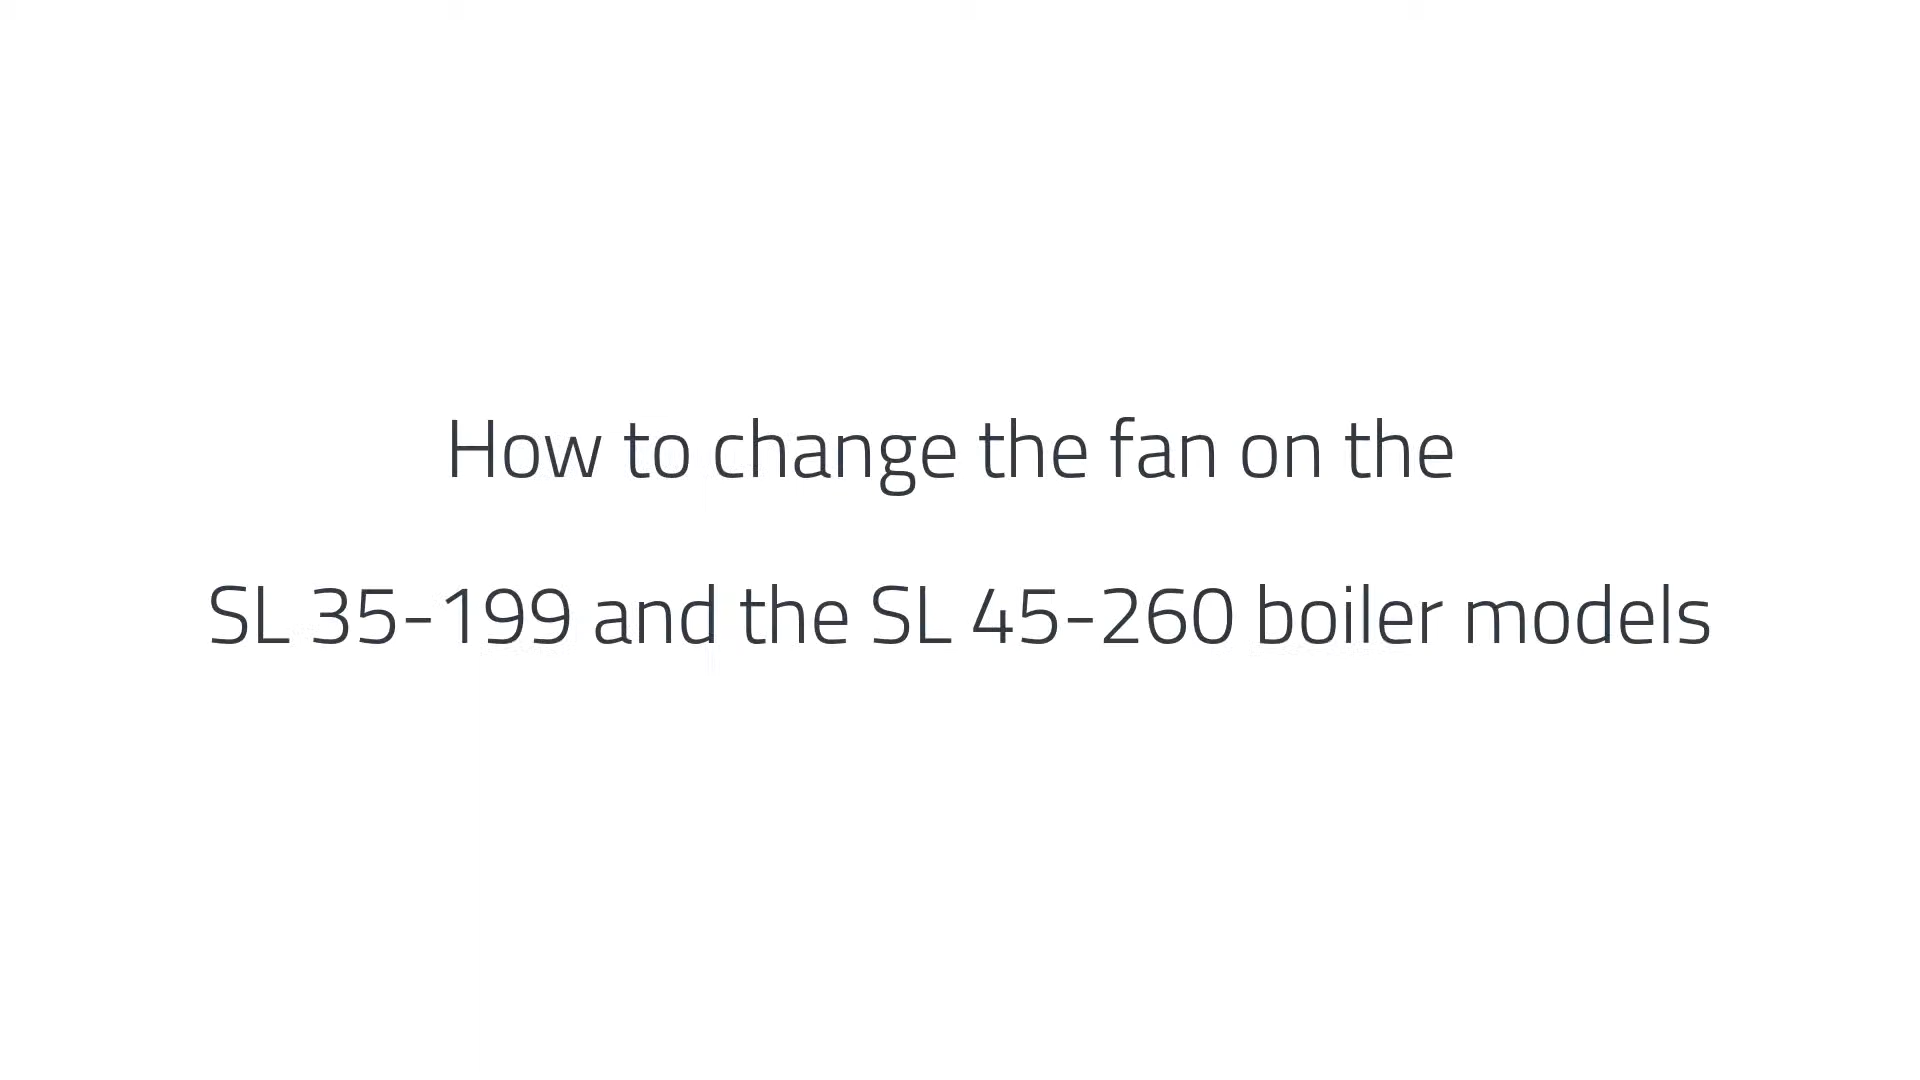 How to change the fan on the
SL 35-199 and the SL 45-260 boiler models